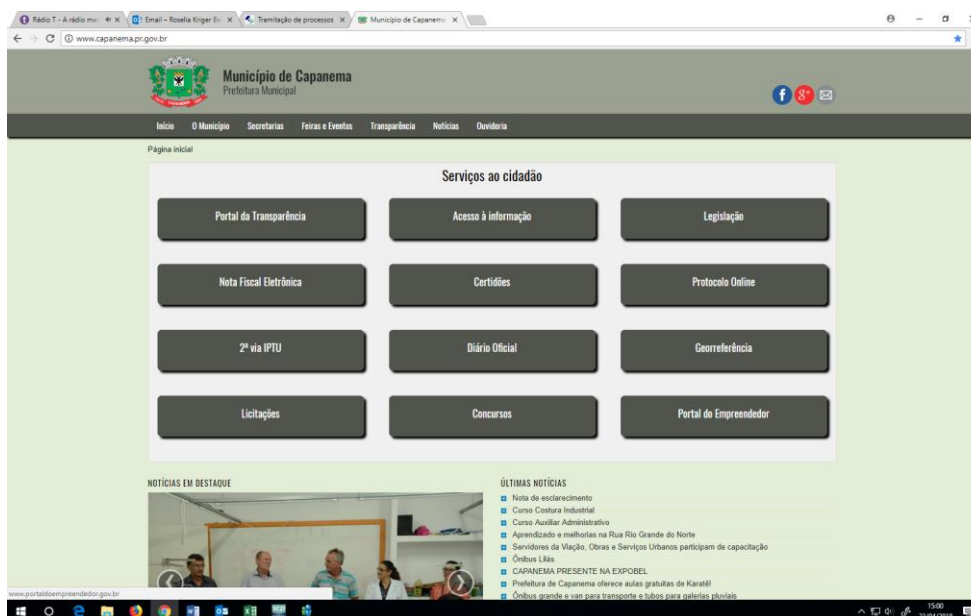 Rádio T - A rádio ma
Email – Roselia Kriger Be
Tramitação de processos
Município de Capanema
www.capanema.pr.gov.br
Município de Capanema
Prefeitura Municipal
Início O Município Secretarias Feiras e Eventos Transparência Notícias Ouvidoria
Página inicial
Serviços ao cidadão
Portal da Transparência Acesso à informação Legislação
Nota Fiscal Eletrônica Certidões Protocolo Online
2ª via IPTU Diário Oficial Georreferência
Licitações Concursos Portal do Empreendedor
NOTÍCIAS EM DESTAQUE
ÚLTIMAS NOTÍCIAS
Nota de esclarecimento
Curso Costura Industrial
Curso Auxiliar Administrativo
Aprendizado e melhorias na Rua Rio Grande do Norte
Servidores da Viação, Obras e Serviços Urbanos participam de capacitação
Ônibus Lilás
CAPANEMA PRESENTE NA EXPOBEL
Prefeitura de Capanema oferece aulas gratuitas de Karatê!
Ônibus grande e van para transporte e tubos para galerias pluviais
www.portaldoempreendedor.gov.br
15:00